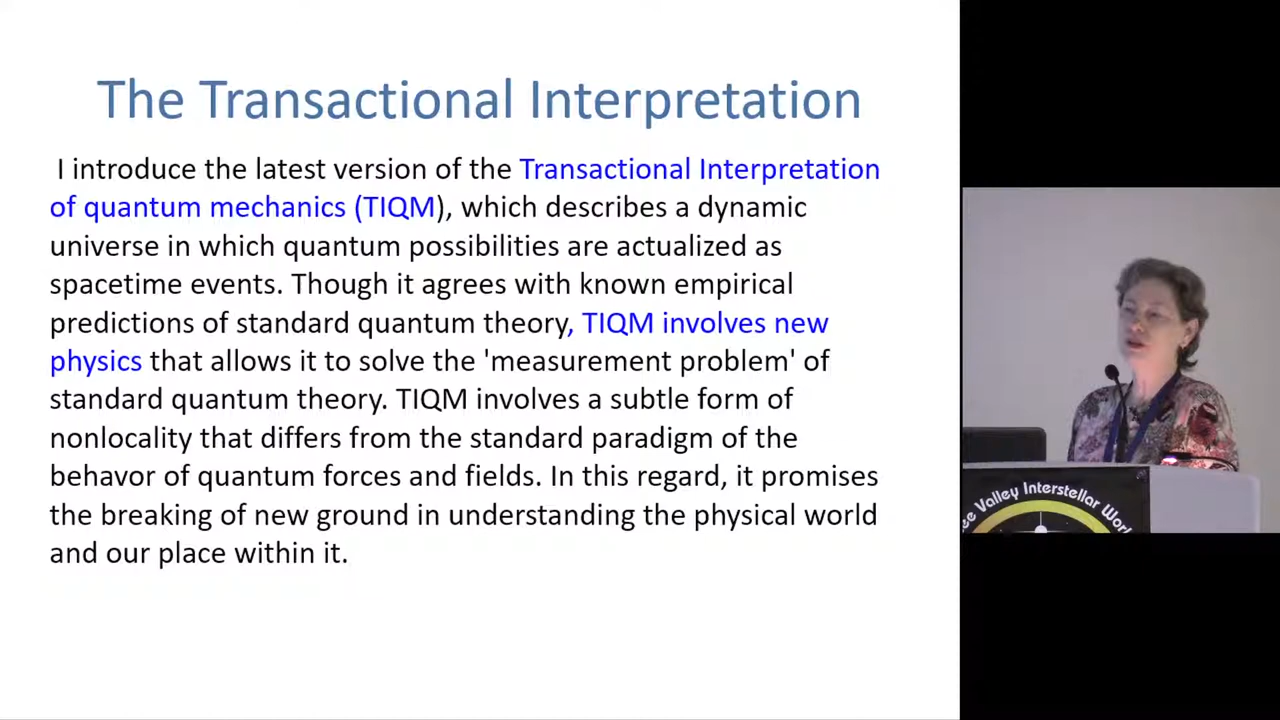 The Transactional Interpretation
I introduce the latest version of the Transactional Interpretation
of quantum mechanics (TIQM), which describes a dynamic
universe in which quantum possibilities are actualized as
spacetime events. Though it agrees with known empirical
predictions of standard quantum theory, TIQM involves new
physics that allows it to solve the 'measurement problem' of
standard quantum theory. TIQM involves a subtle form of
nonlocality that differs from the standard paradigm of the
behavor of quantum forces and fields. In this regard, it promises
the breaking of new ground in understanding the physical world
and our place within it.
Valley Interstellar